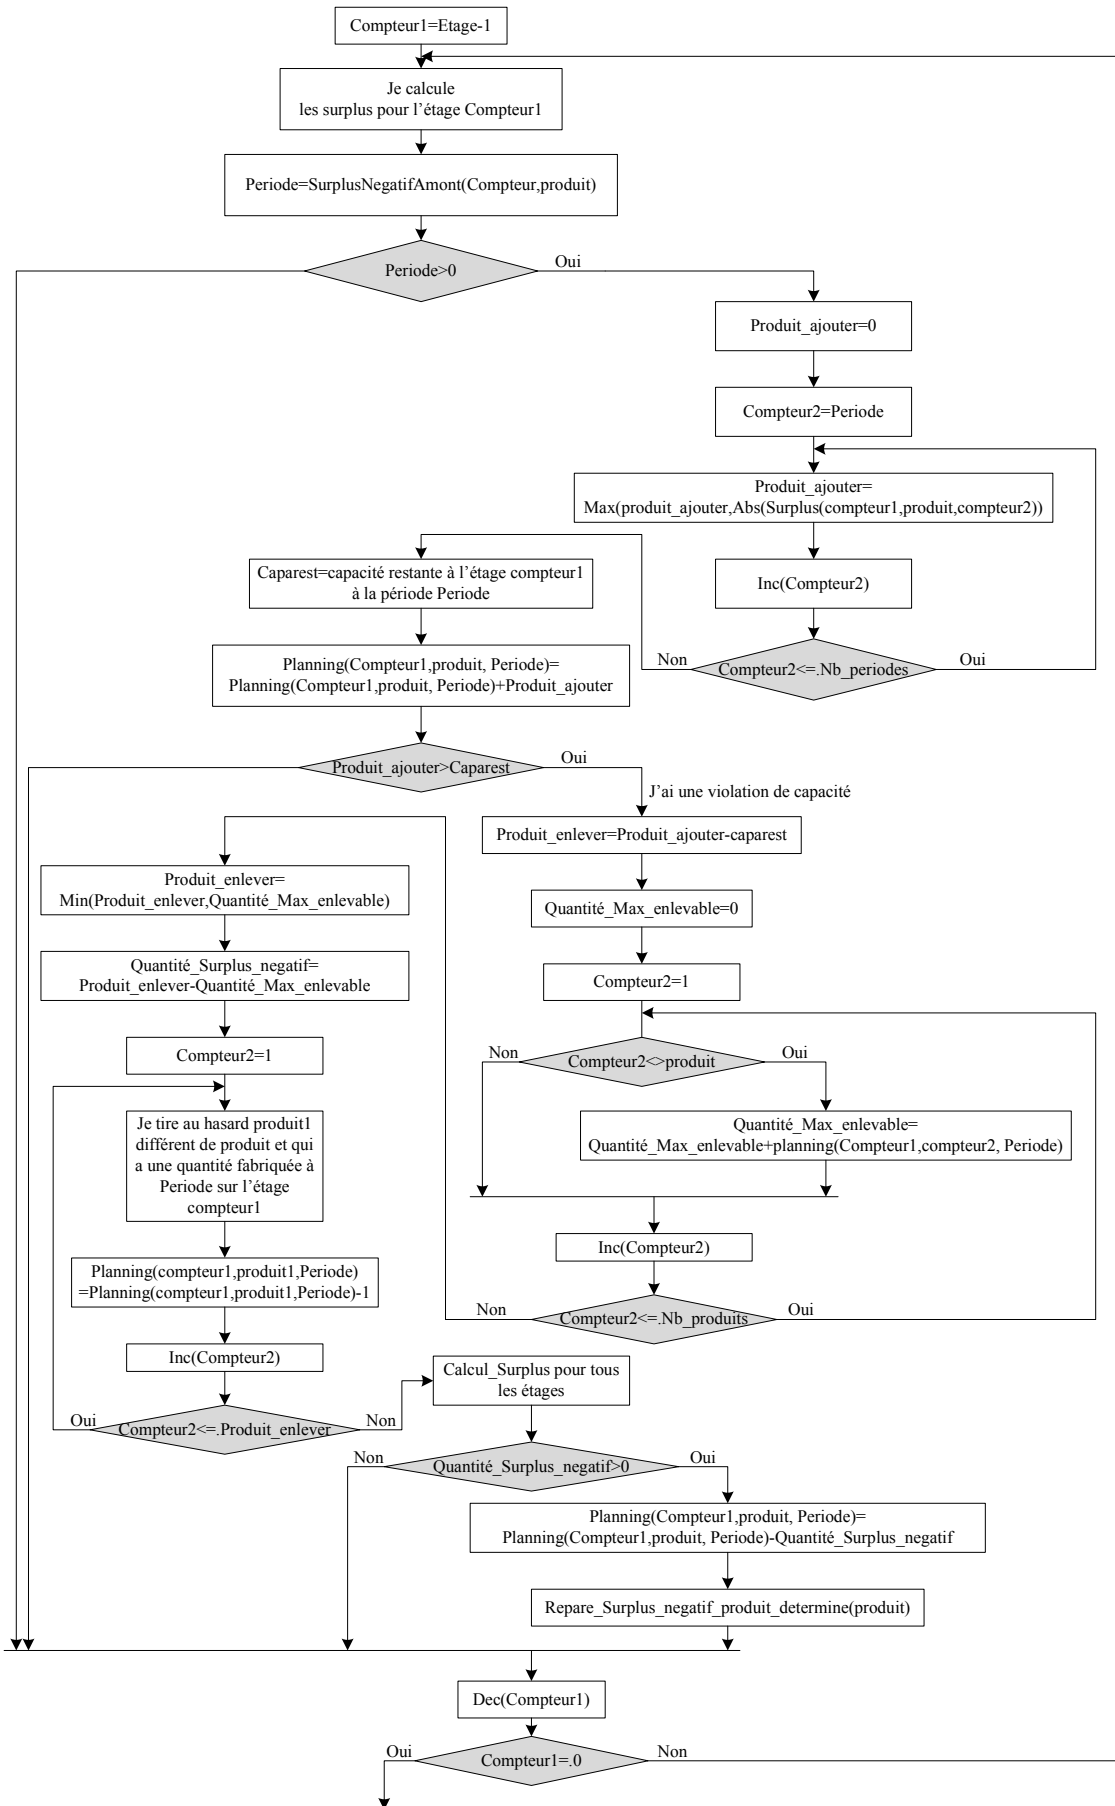 Compteur1=Etage-1
Je calcule
les surplus pour l'étage Compteur1
Periode=SurplusNegatifAmont(Compteur,produit)
Periode>0
Oui
Produit_ajouter=0
Compteur2=Periode
Produit_ajouter=
Max(produit_ajouter,Abs(Surplus(compteur1,produit,compteur2))
Inc(Compteur2)
Compteur2<=.Nb_periodes
Non
Oui
Caparest=capacité restante à l'étage compteur1
à la période Periode
Planning(Compteur1,produit, Periode)=
Planning(Compteur1,produit, Periode)+Produit_ajouter
Produit_ajouter>Caparest
Oui
J'ai une violation de capacité
Produit_enlever=Produit_ajouter-caparest
Quantité_Max_enlevable=0
Compteur2=1
Non
Compteur2<>produit
Oui
Quantité_Max_enlevable=
Quantité_Max_enlevable+planning(Compteur1,compteur2, Periode)
Inc(Compteur2)
Non
Compteur2<=.Nb_produits
Oui
Produit_enlever=
Min(Produit_enlever,Quantité_Max_enlevable)
Quantité_Surplus_negatif=
Produit_enlever-Quantité_Max_enlevable
Compteur2=1
Je tire au hasard produit1
différent de produit et qui
a une quantité fabriquée à
Periode sur l'étage
compteur1
Planning(compteur1,produit1,Periode)
=Planning(compteur1,produit1,Periode)-1
Inc(Compteur2)
Oui
Compteur2<=.Produit_enlever
Non
Calcul_Surplus pour tous
les étages
Non
Quantité_Surplus_negatif>0
Oui
Planning(Compteur1,produit, Periode)=
Planning(Compteur1,produit, Periode)-Quantité_Surplus_negatif
Repare_Surplus_negatif_produit_determine(produit)
Dec(Compteur1)
Oui
Compteur1=.0
Non